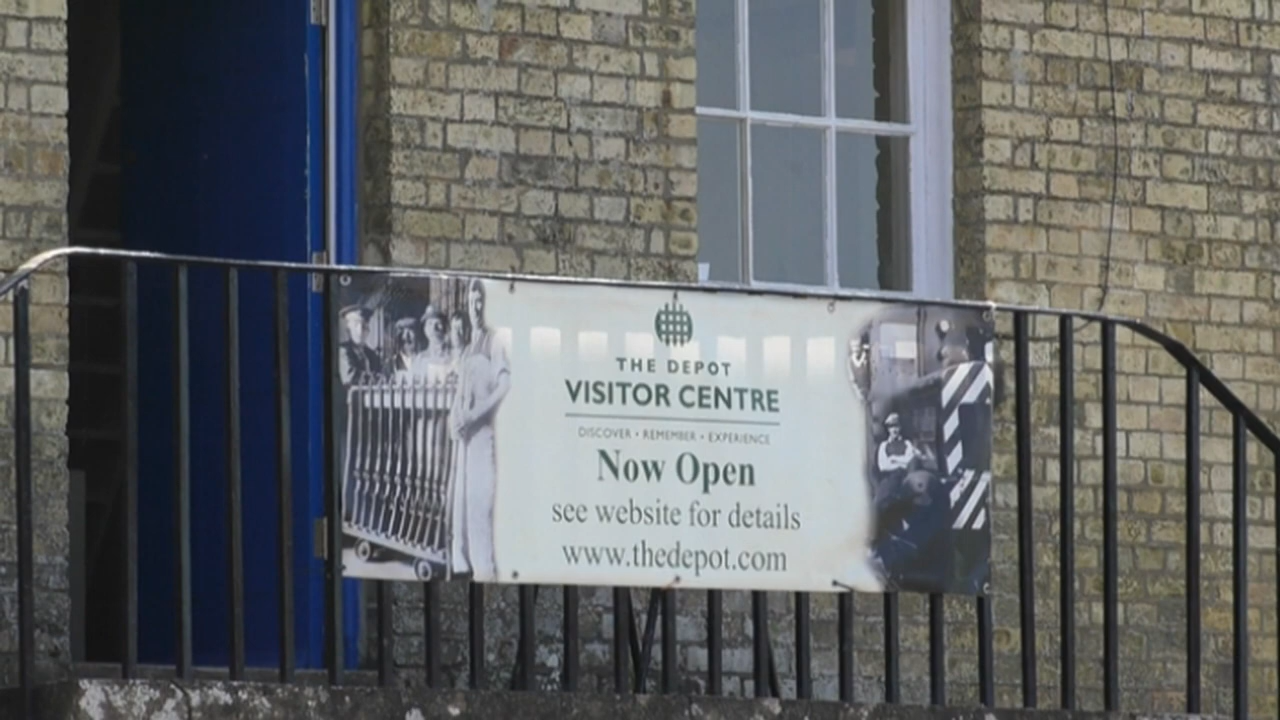 THE DEPOT
VISITOR CENTRE
DISCOVER • REMEMBER • EXPERIENCE
Now Open
see website for details
www.thedepot.com